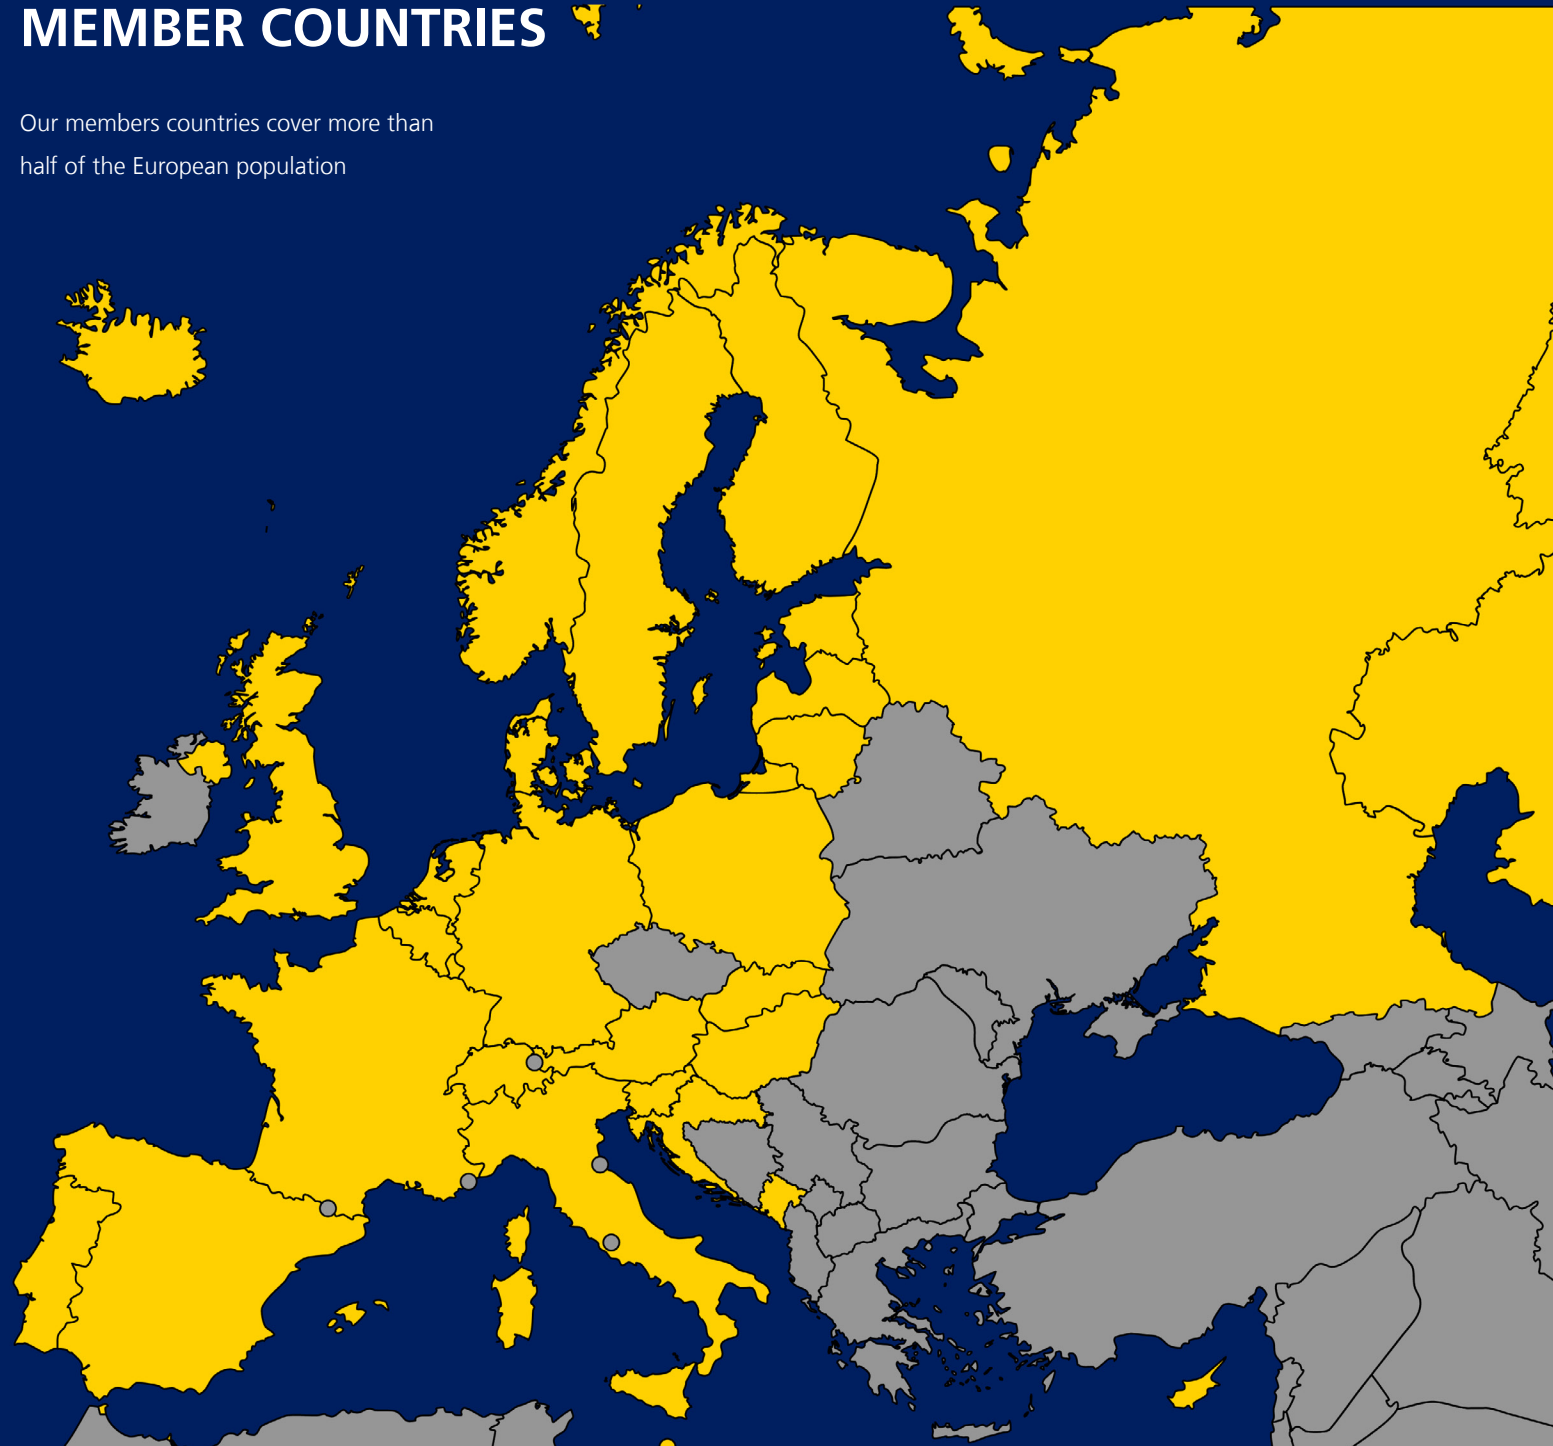 MEMBER COUNTRIES
Our members countries cover more than
half of the European population